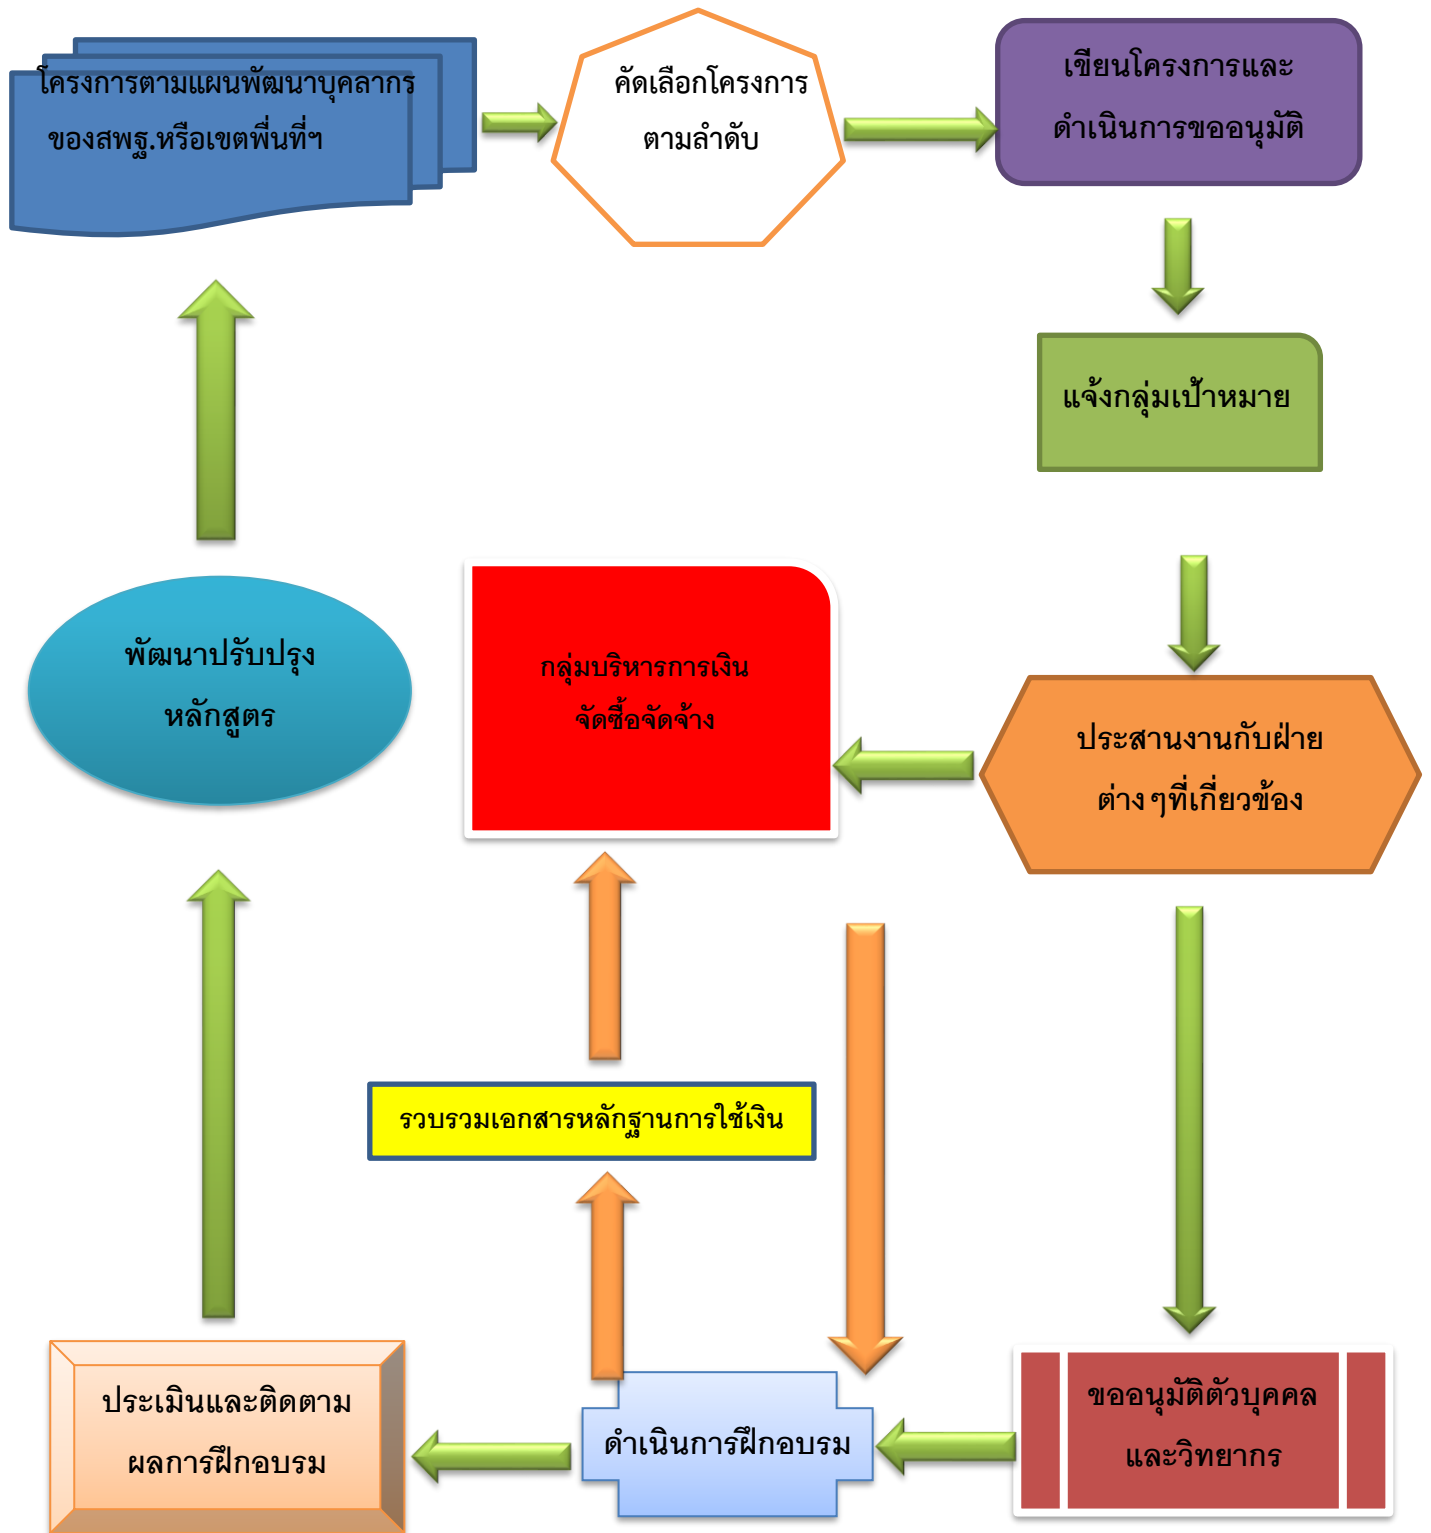 โครงการตามแผนพัฒนาบุคลากร
ของสพฐ.หรือเขตพื่นที่ฯ
คัดเลือกโครงการ
ตามลำดับ
เขียนโครงการและ
ดำเนินการขออนุมัติ
แจ้งกลุ่มเป้าหมาย
พัฒนาปรับปรุง
หลักสูตร
กลุ่มบริหารการเงิน
จัดซื้อจัดจ้าง
ประสานงานกับฝ่าย
ต่างๆที่เกี่ยวข้อง
รวบรวมเอกสารหลักฐานการใช้เงิน
ประเมินและติดตาม
ผลการฝึกอบรม
ดำเนินการฝึกอบรม
ขออนุมัติตัวบุคคล
และวิทยากร